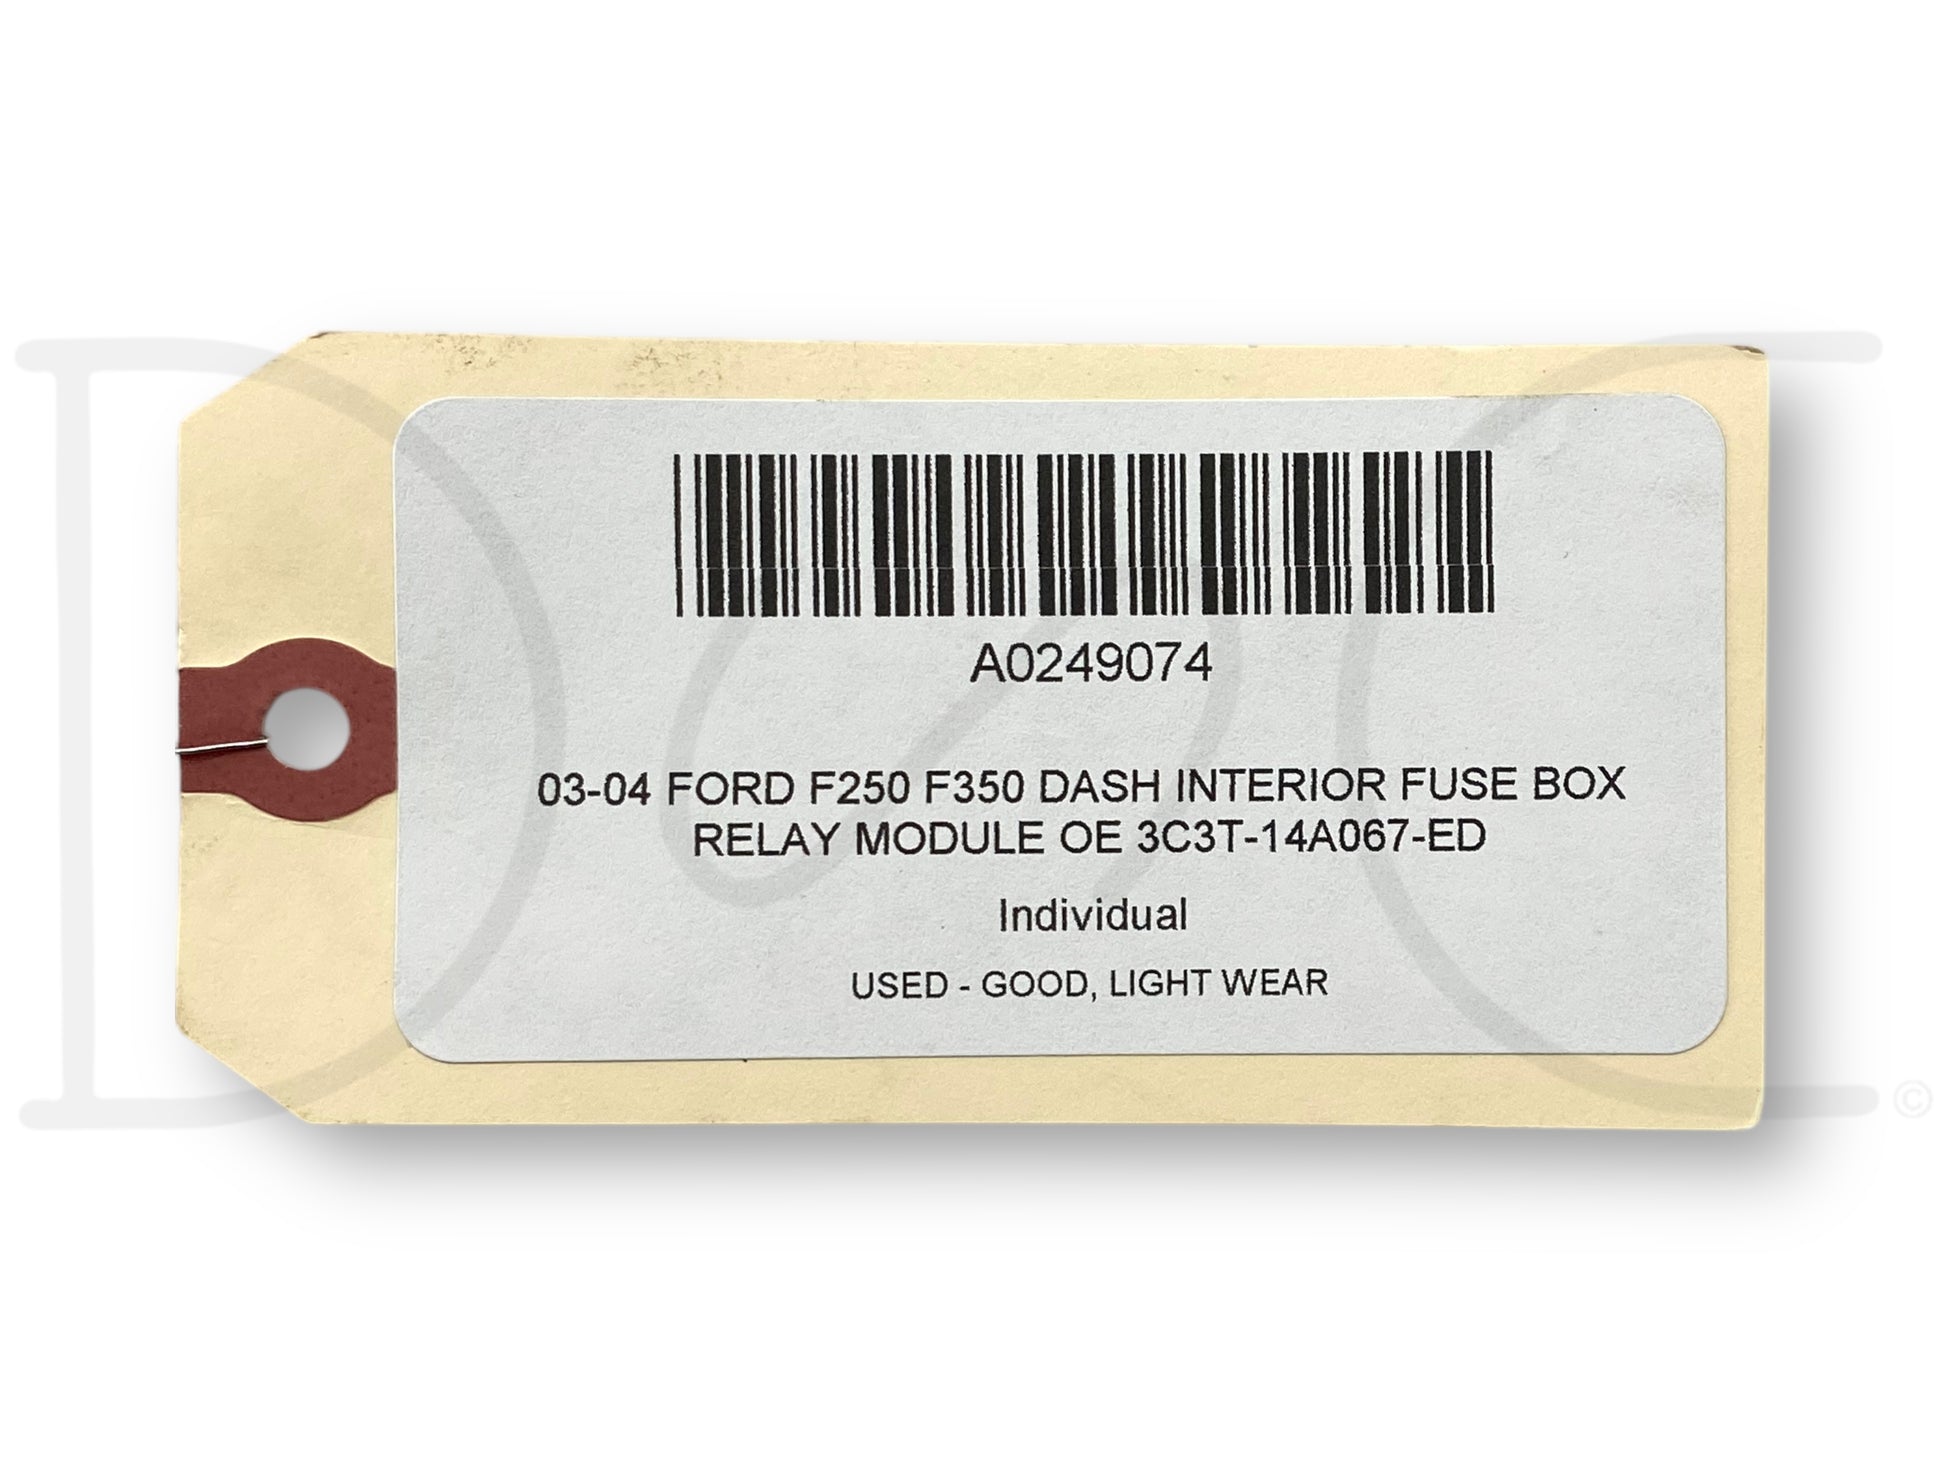 A0249074
03-04 FORD F250 F350 DASH INTERIOR FUSE BOX
RELAY MODULE OE 3C3T-14A067-ED
Individual
USED - GOOD, LIGHT WEAR
©